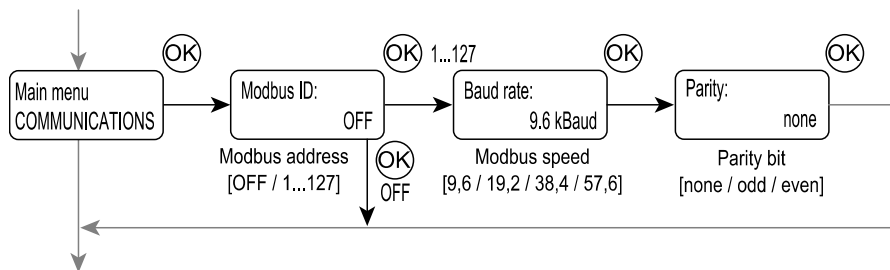 OK
OK 1...127
OK
OK
Main menu
COMMUNICATIONS
Modbus ID:
OFF
Baud rate:
9.6 kBaud
Parity:
none
Modbus address
[OFF / 1...127]
OK
OFF
Modbus speed
[9,6 / 19,2 / 38,4 / 57,6]
Parity bit
[none / odd / even]